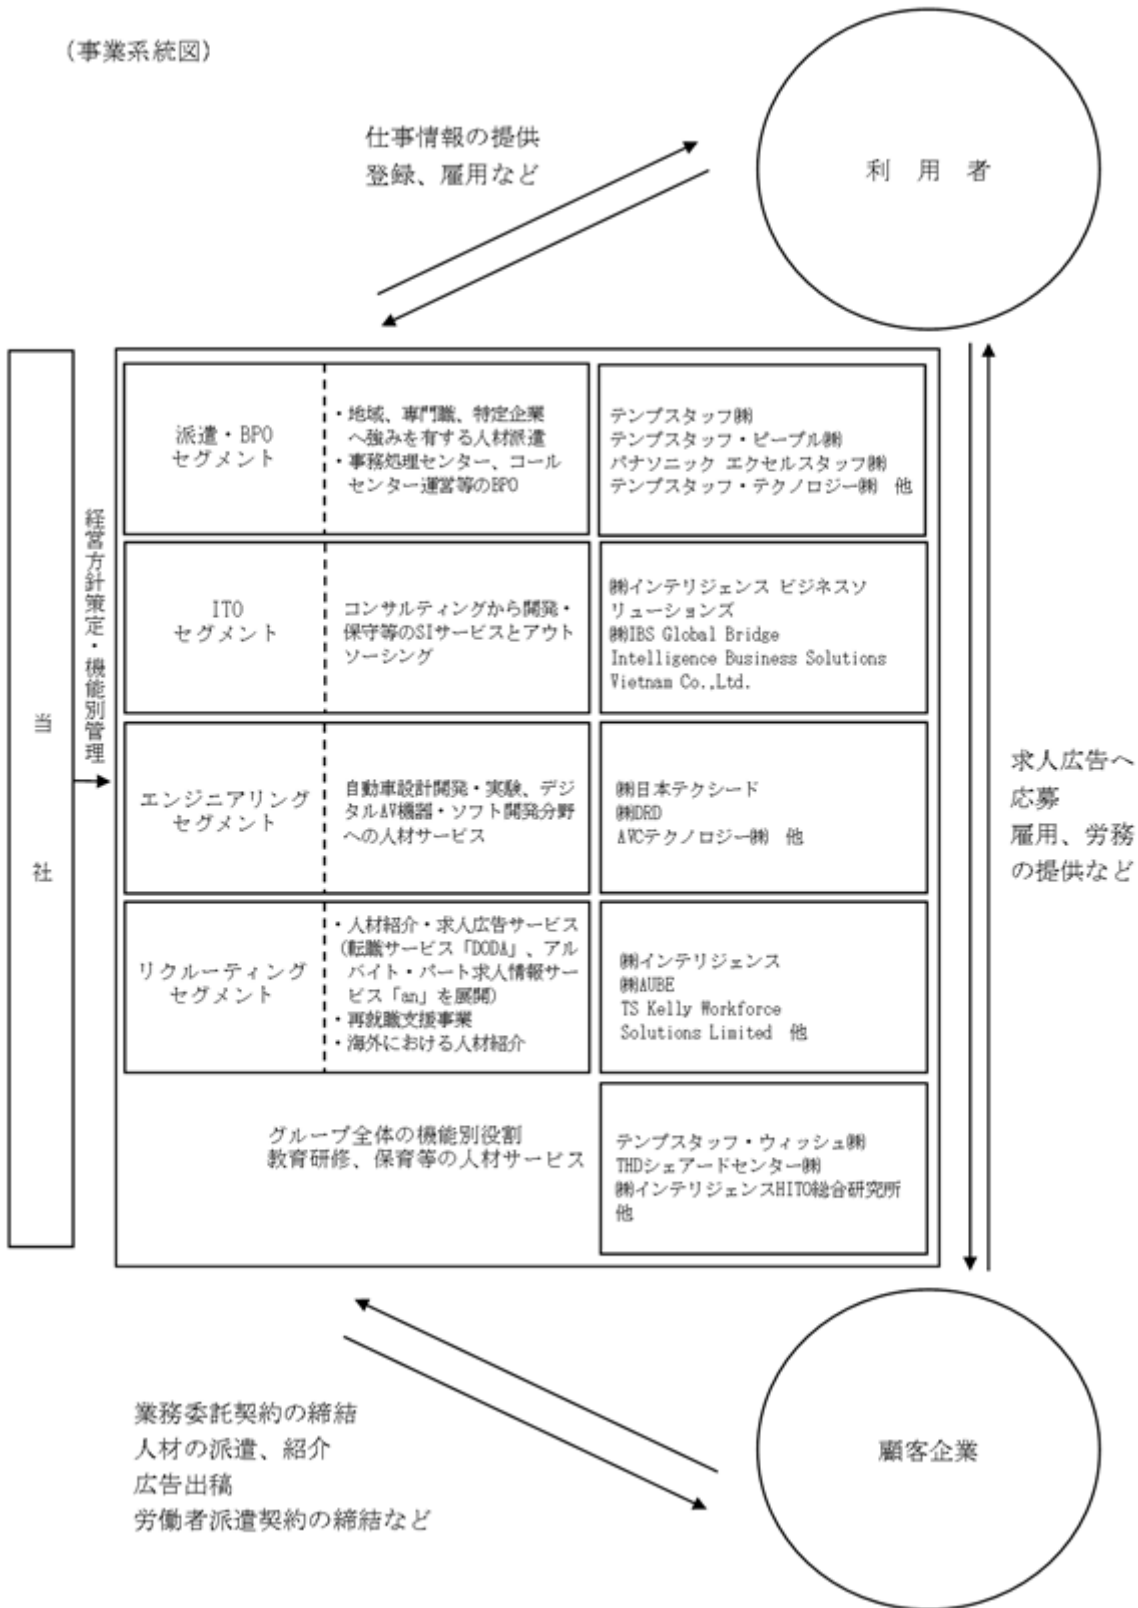 （事業系統図）
仕事情報の提供
登録、雇用など
利　用　者
当
社
経営方針策定・機能別管理
派遣・BPO
セグメント
・地域、専門職、特定企業
へ強みを有する人材派遣
・事務処理センター、コール
センター運営等のBPO
テンプスタッフ㈱
テンプスタッフ・ピープル㈱
パナソニック エクセルスタッフ㈱
テンプスタッフ・テクノロジー㈱　他
ITO
セグメント
コンサルティングから開発・
保守等のSIサービスとアウト
ソーシング
㈱インテリジェンス ビジネスソ
リューションズ
㈱IBS Global Bridge
Intelligence Business Solutions
Vietnam Co.,Ltd.
エンジニアリング
セグメント
自動車設計開発・実験、デジ
タルAV機器・ソフト開発分野
への人材サービス
㈱日本テクシード
㈱DRD
AVCテクノロジー㈱　他
リクルーティング
セグメント
・人材紹介・求人広告サービス
(転職サービス「DODA」、アル
バイト・パート求人情報サー
ビス「an」を展開)
・再就職支援事業
・海外における人材紹介
㈱インテリジェンス
㈱AUBE
TS Kelly Workforce
Solutions Limited　他
グループ全体の機能別役割
教育研修、保育等の人材サービス
テンプスタッフ・ウィッシュ㈱
THDシェアードセンター㈱
㈱インテリジェンスHITO総合研究所
他
求人広告へ
応募
雇用、労務
の提供など
業務委託契約の締結
人材の派遣、紹介
広告出稿
労働者派遣契約の締結など
顧客企業